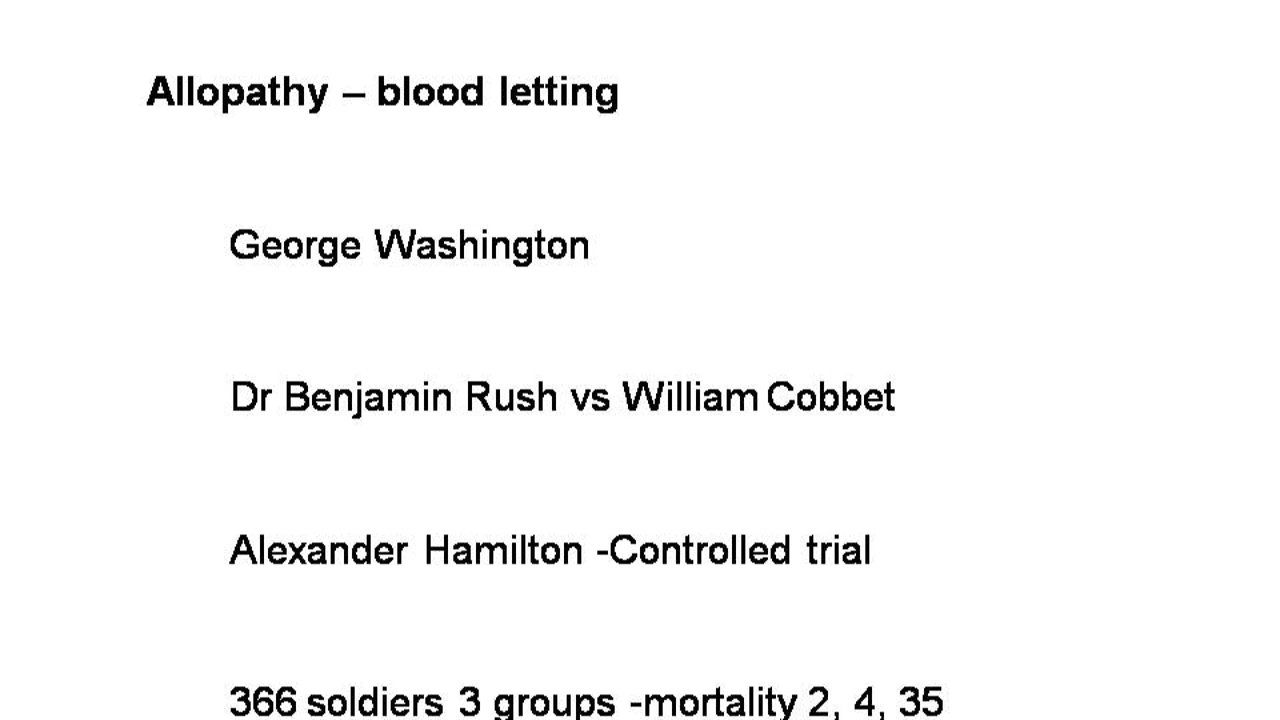 Allopathy – blood letting
George Washington
Dr Benjamin Rush vs William Cobbet
Alexander Hamilton -Controlled trial
366 soldiers 3 groups -mortality 2, 4, 35